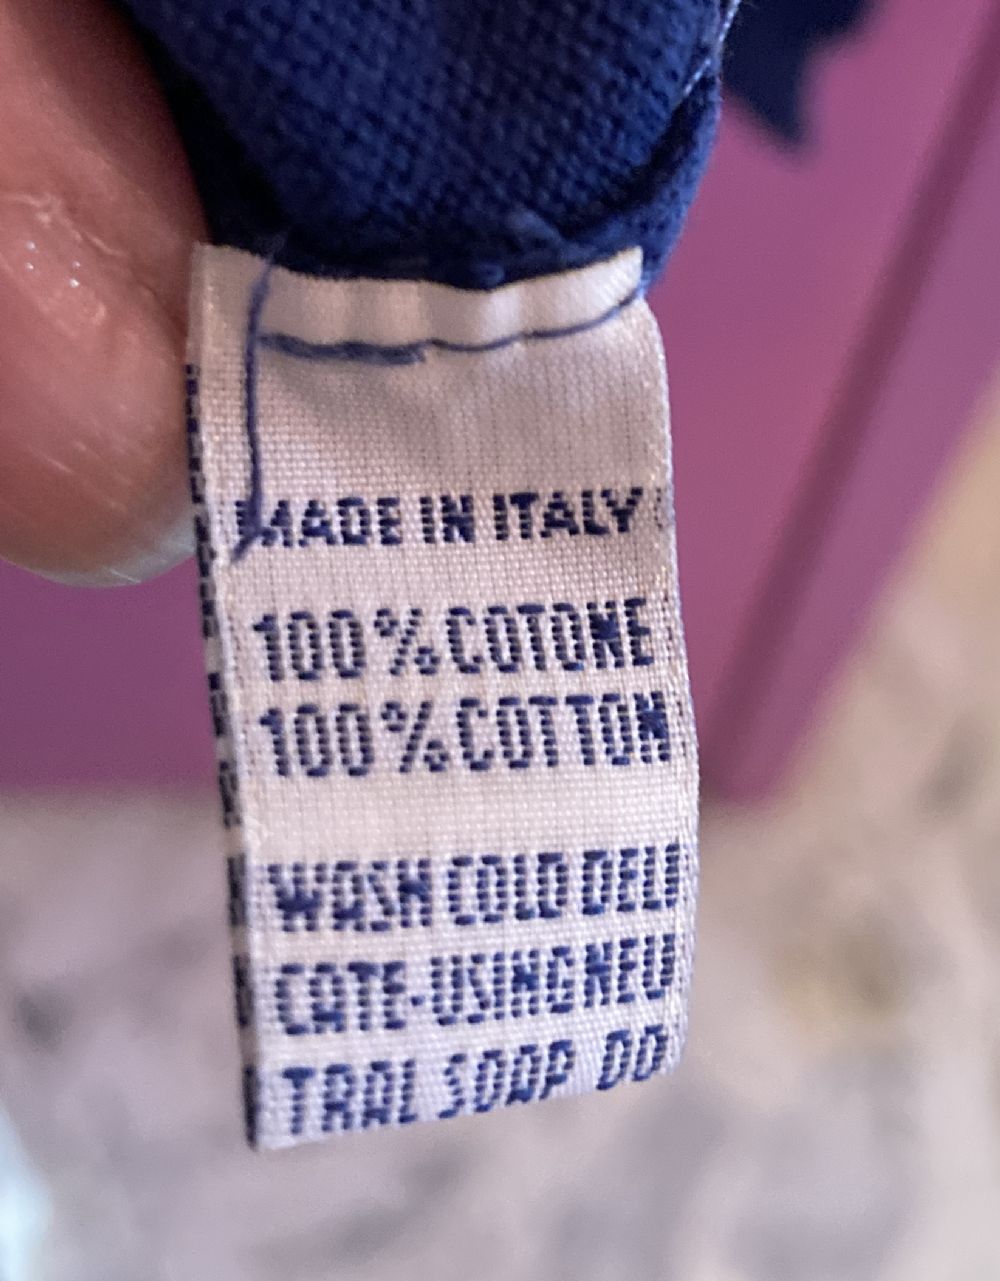 MADE IN ITALY
100% COTONE
100% COTTON
WASH COLD DELI
CATE-USING NEU
TRAL SOAP DO